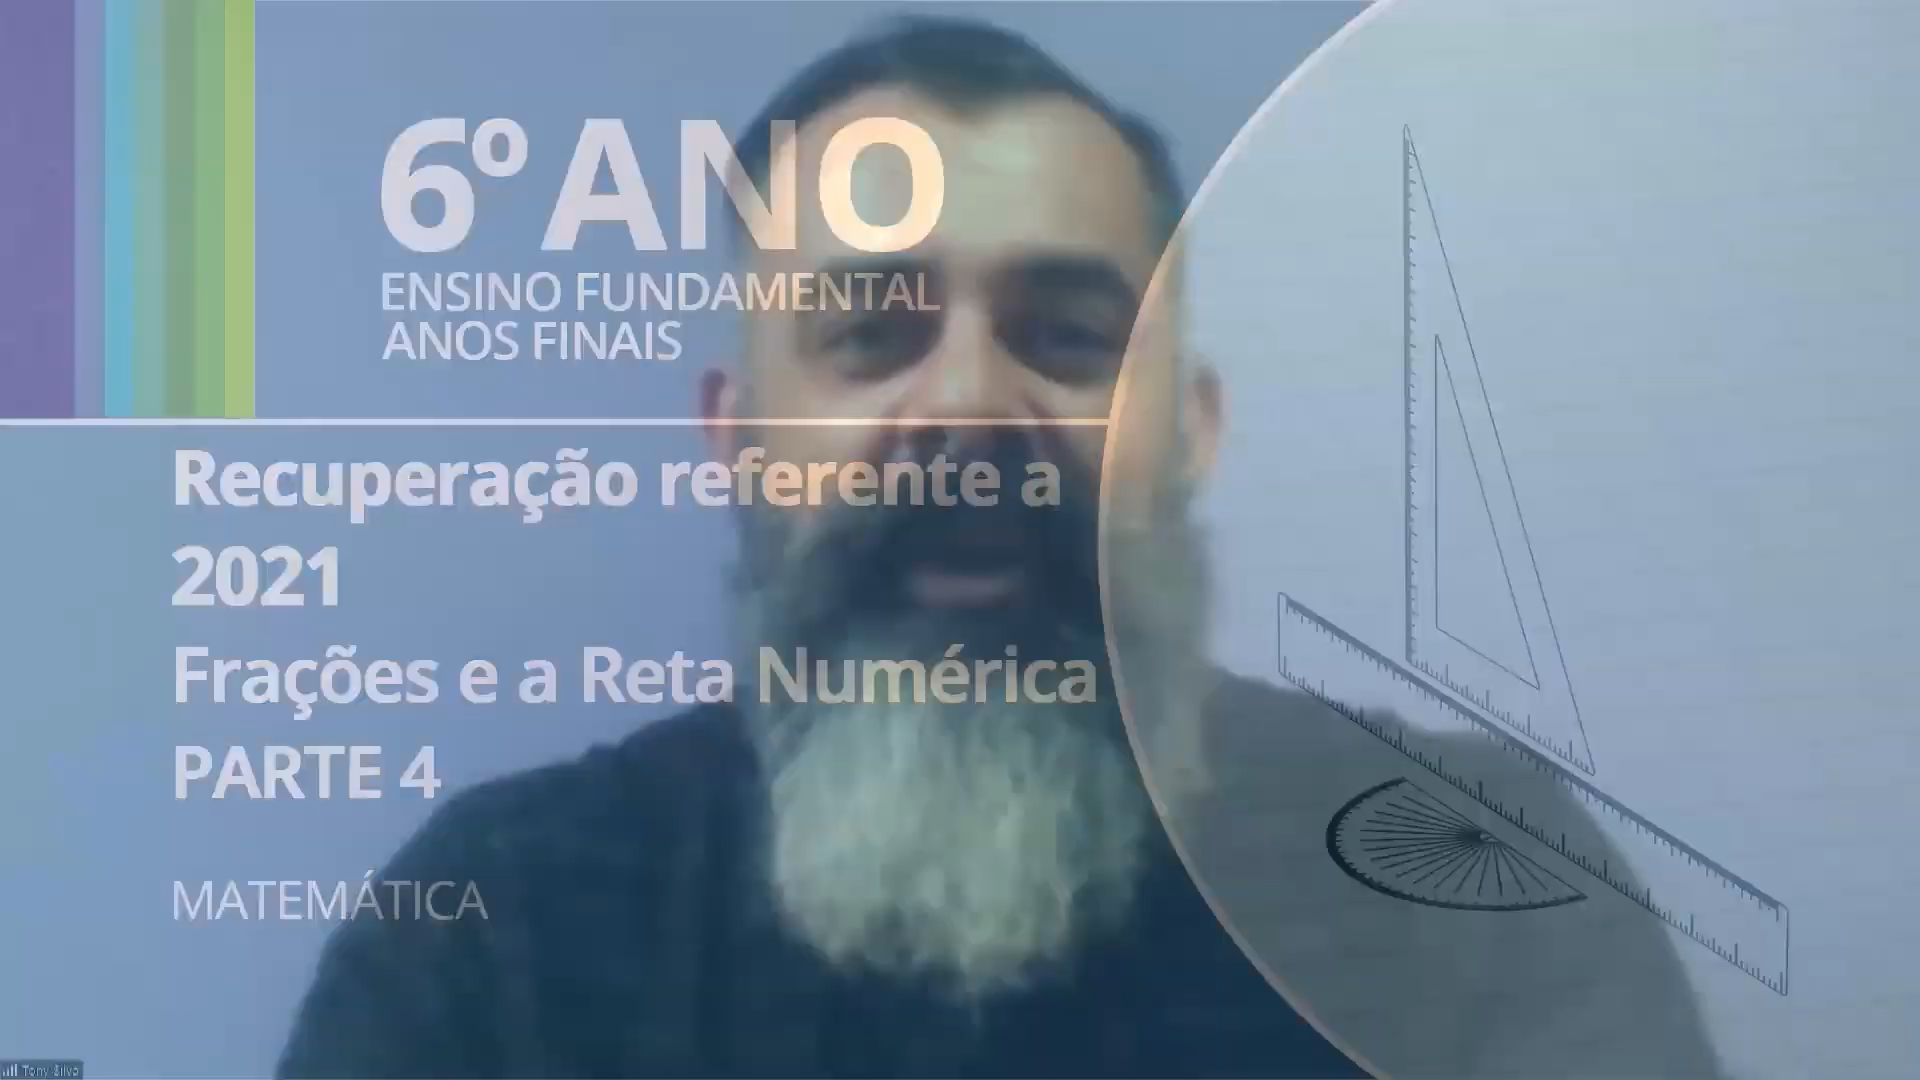 6º ANO
ENSINO FUNDAMENTAL
ANOS FINAIS
Recuperação referente a
2021
Frações e a Reta Numérica
PARTE 4
MATEMÁTICA
Tony Silva